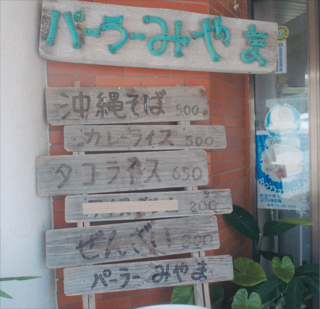 パーラーみやま
沖縄そば 500
カレーライス 500
タコライス 650
200
ぜんざい 300
パーラー みやま